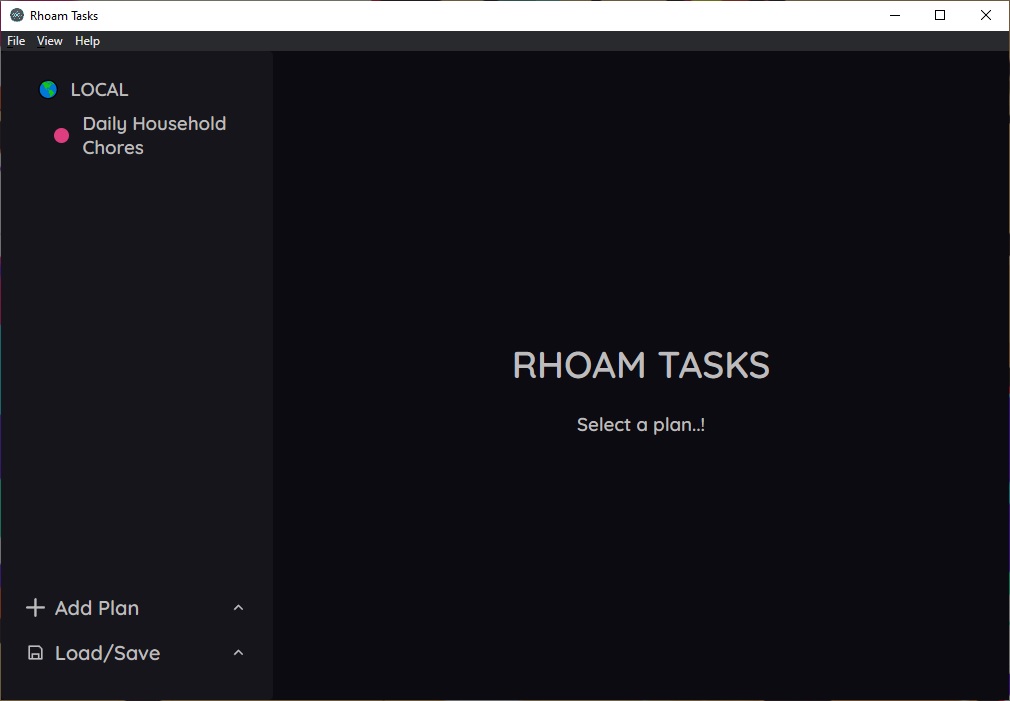 Rhoam Tasks
File View Help
LOCAL
Daily Household
Chores
RHOAM TASKS
Select a plan..!
Add Plan
Load/Save